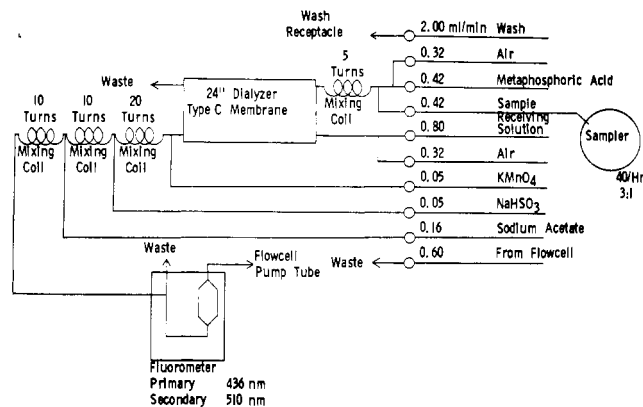 Wash
Receptacle
2.00 ml/min Wash
5
Turns
Mixing
Coil
0.32 Air
0.42 Metaphosphoric Acid
0.42 Sample
Receiving
0.80 Solution
0.32 Air
0.05 KMnO4
0.05 NaHSO3
0.16 Sodium Acetate
0.60 From Flowcell
Sampler
40/Hr
3:1
Waste
24" Dialyzer
Type C Membrane
10
Turns
Mixing
Coil
10
Turns
Mixing
Coil
20
Turns
Mixing
Coil
Waste
Flowcell
Pump Tube
Waste
Fluorometer
Primary 436 nm
Secondary 510 nm